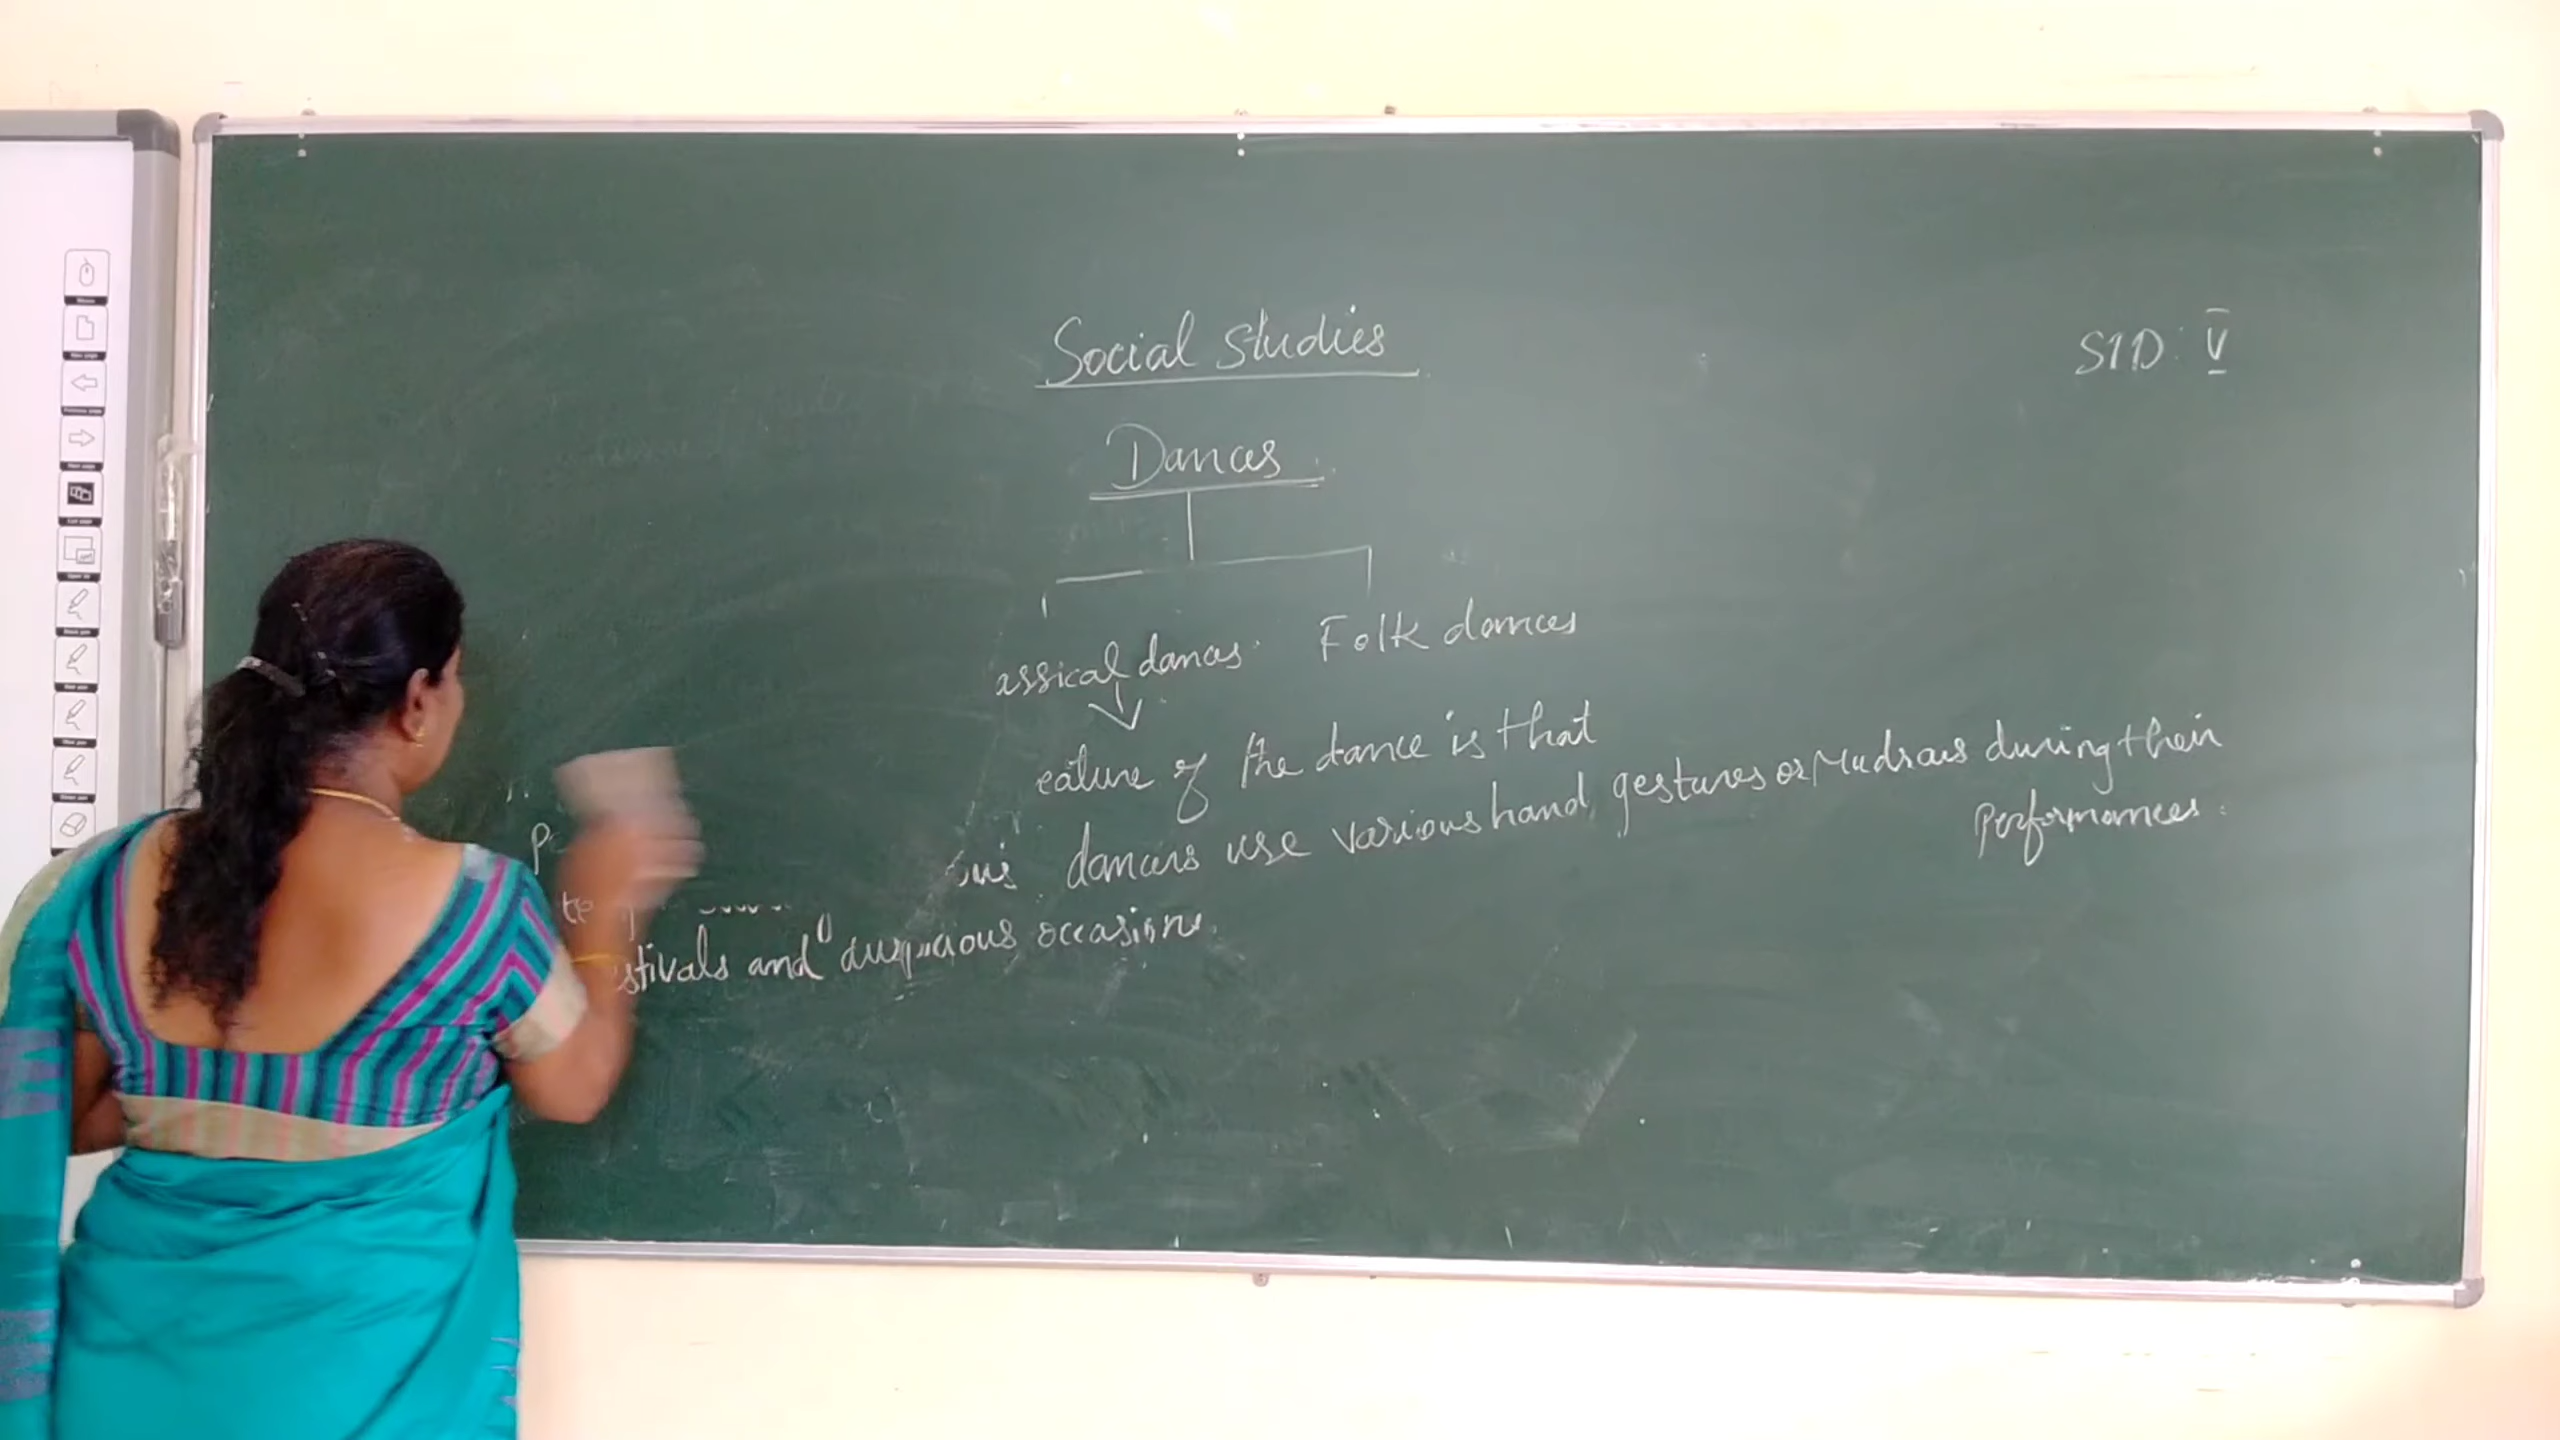 Social Studies
STD: V
Dances
assical dances. Folk dances
eature of the dance is that
dancers use various hand gestures or Mudras during their
performances.
stivals and auspicious occasions.